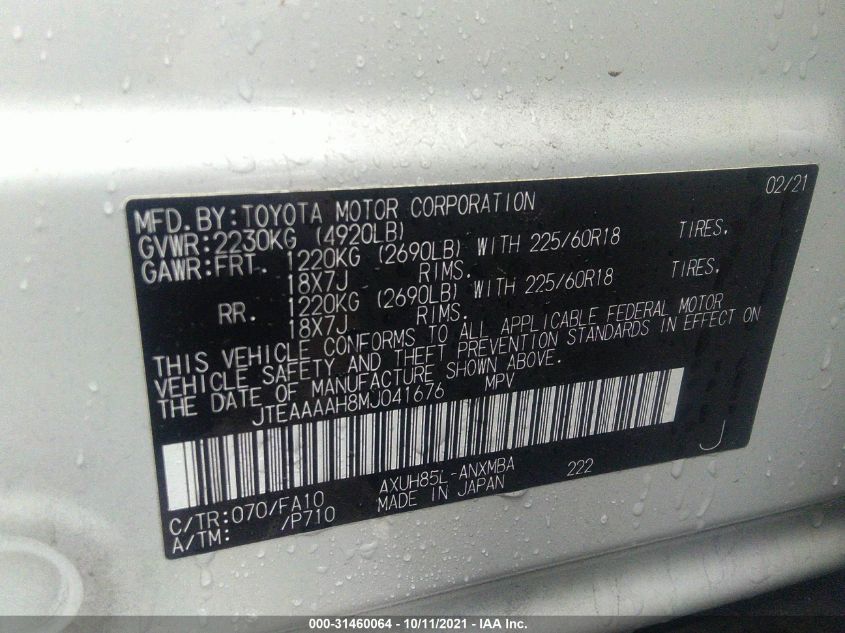 02/21
MFD.BY:TOYOTA MOTOR CORPORATION
GVWR:2230KG (4920LB)
GAWR:FRT. 1220KG (2690LB) WITH 225/60R18 TIRES.
18X7J RIMS.
RR. 1220KG (2690LB) WITH 225/60R18 TIRES,
18X7J RIMS.
THIS VEHICLE CONFORMS TO ALL APPLICABLE FEDERAL MOTOR
VEHICLE SAFETY AND THEFT PREVENTION STANDARDS IN EFFECT ON
THE DATE OF MANUFACTURE SHOWN ABOVE.
JTEAAAAH8MJ041676 MPV
C/TR:070/FA10 AXUH85L-ANXMBA 222 J
A/TM: /P710 MADE IN JAPAN
000-31460064 - 10/11/2021 - IAA Inc.